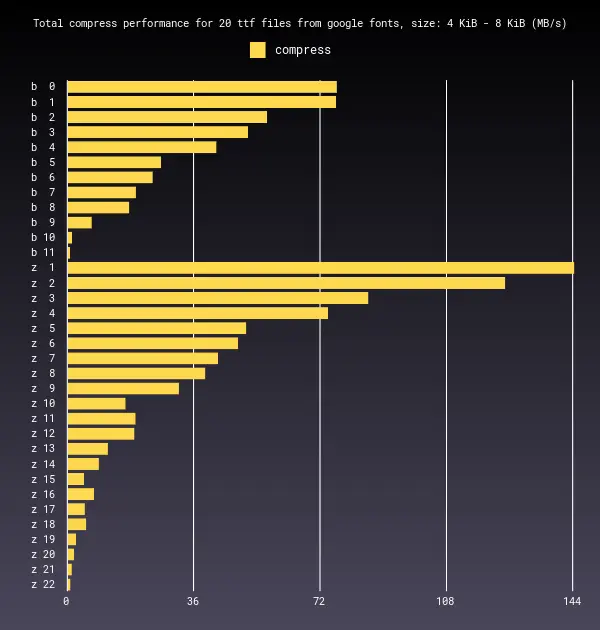 Total compress performance for 20 ttf files from google fonts, size: 4 KiB - 8 KiB (MB/s)
compress
b 0
b 1
b 2
b 3
b 4
b 5
b 6
b 7
b 8
b 9
b 10
b 11
z 1
z 2
z 3
z 4
z 5
z 6
z 7
z 8
z 9
z 10
z 11
z 12
z 13
z 14
z 15
z 16
z 17
z 18
z 19
z 20
z 21
z 22
0 36 72 108 144